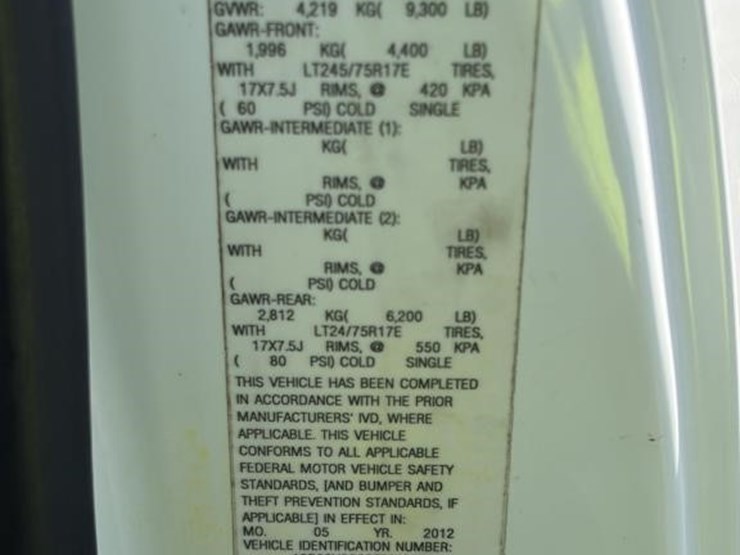 GVWR: 4,219 KG( 9,300 LB)
GAWR-FRONT:
1,996 KG( 4,400 LB)
WITH LT245/75R17E TIRES,
17X7.5J RIMS, @ 420 KPA
( 60 PSI) COLD SINGLE
GAWR-INTERMEDIATE (1):
KG( LB)
WITH TIRES,
RIMS, @ KPA
( PSI) COLD
GAWR-INTERMEDIATE (2):
KG( LB)
WITH TIRES,
RIMS, @ KPA
( PSI) COLD
GAWR-REAR:
2,812 KG( 6,200 LB)
WITH LT24/75R17E TIRES,
17X7.5J RIMS, @ 550 KPA
( 80 PSI) COLD SINGLE
THIS VEHICLE HAS BEEN COMPLETED
IN ACCORDANCE WITH THE PRIOR
MANUFACTURERS' IVD, WHERE
APPLICABLE. THIS VEHICLE
CONFORMS TO ALL APPLICABLE
FEDERAL MOTOR VEHICLE SAFETY
STANDARDS, [AND BUMPER AND
THEFT PREVENTION STANDARDS, IF
APPLICABLE] IN EFFECT IN:
MO. 05 YR. 2012
VEHICLE IDENTIFICATION NUMBER: